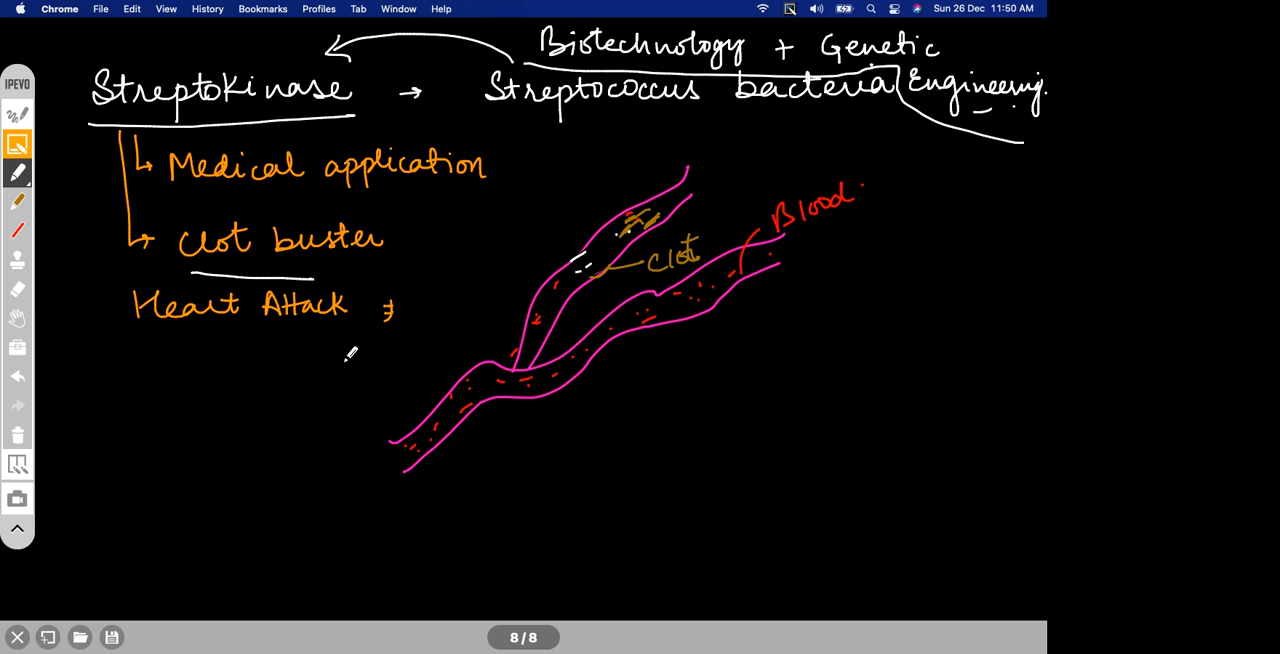 Chrome File Edit View History Bookmarks Profiles Tab Window Help Sun 26 Dec 11:50 AM
IPEVO
Biotechnology + Genetic
Streptokinase → Streptococcus bacteria Engineering.
Medical application
Clot buster
Heart Attack
Blood
Clot
8/8